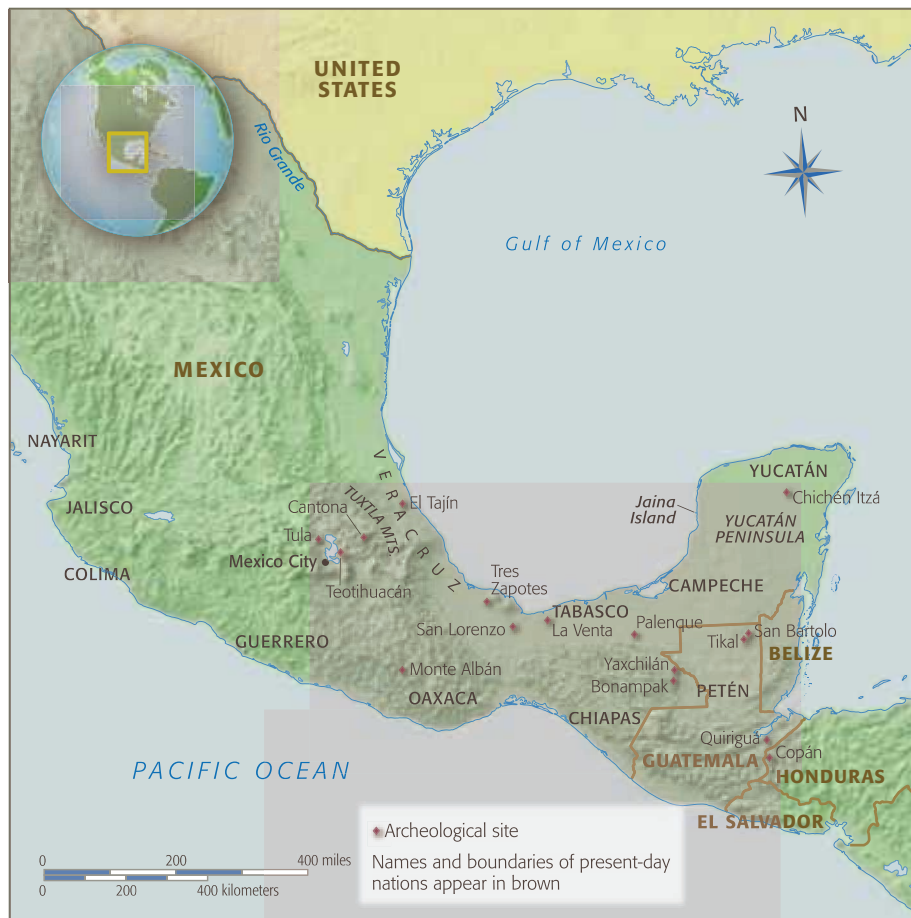 UNITED
STATES
N
Rio Grande
Gulf of Mexico
MEXICO
NAYARIT
VERACRUZ
YUCATÁN
JALISCO
TUXTLA MTS.
Cantona
El Tajín
Jaina
Island
Chichén Itzá
YUCATÁN
PENINSULA
Tula
Mexico City
COLIMA
Teotihuacán
Tres
Zapotes
CAMPECHE
TABASCO
San Lorenzo
La Venta
Palenque
San Bartolo
Tikal
GUERRERO
BELIZE
Monte Albán
Yaxchilán
Bonampak
PETÉN
OAXACA
CHIAPAS
Quirigua
Copán
GUATEMALA
HONDURAS
PACIFIC OCEAN
EL SALVADOR
Archeological site
Names and boundaries of present-day
nations appear in brown
0 200 400 miles
0 200 400 kilometers